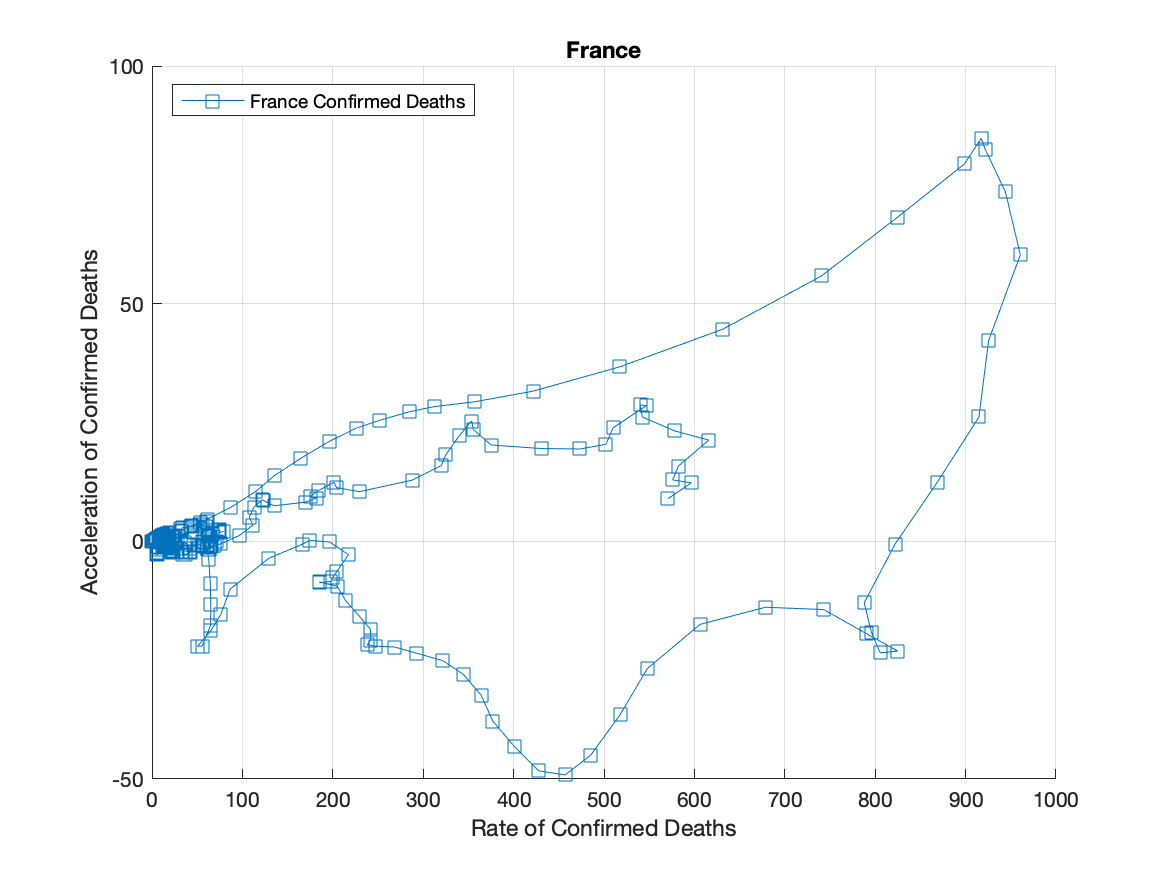 France
100
France Confirmed Deaths
50
0
-50
Acceleration of Confirmed Deaths
0 100 200 300 400 500 600 700 800 900 1000
Rate of Confirmed Deaths